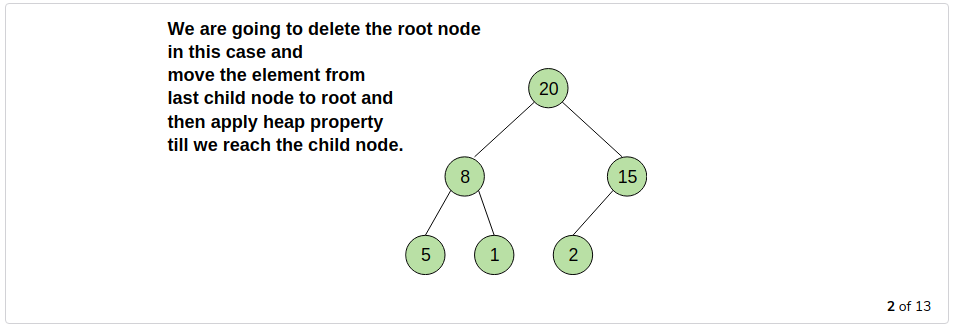 We are going to delete the root node
in this case and
move the element from
last child node to root and
then apply heap property
till we reach the child node.
20
8
15
5
1
2
2 of 13